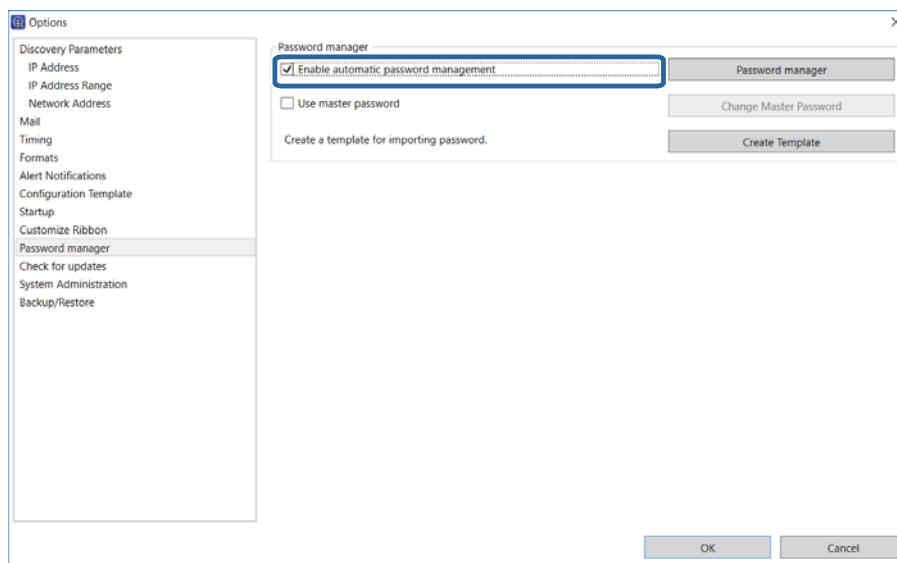 Options
Discovery Parameters
IP Address
IP Address Range
Network Address
Mail
Timing
Formats
Alert Notifications
Configuration Template
Startup
Customize Ribbon
Password manager
Check for updates
System Administration
Backup/Restore
Password manager
Enable automatic password management
Password manager
Use master password
Change Master Password
Create a template for importing password.
Create Template
OK
Cancel